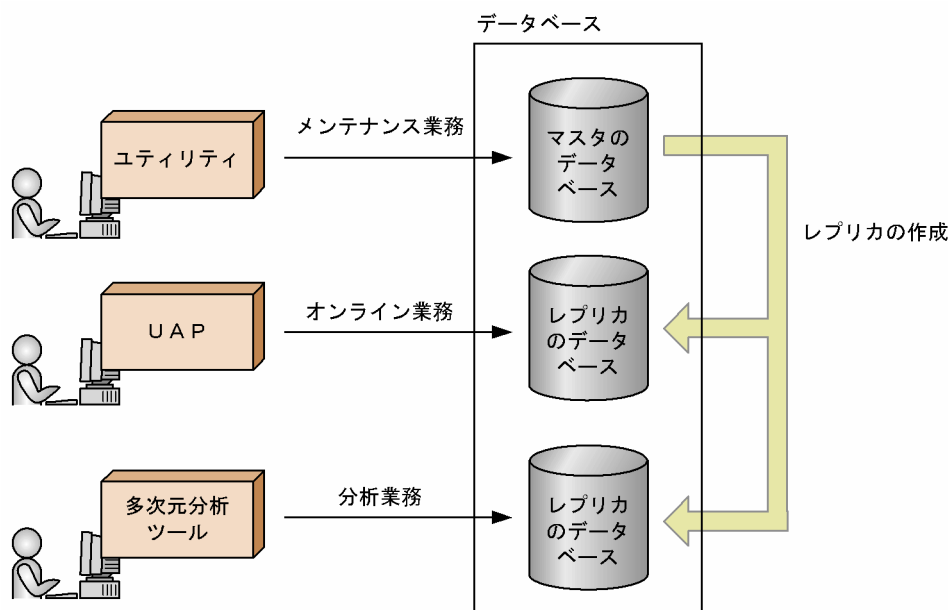 データベース
メンテナンス業務
ユティリティ
マスタの
データ
ベース
レプリカの作成
オンライン業務
ＵＡＰ
レプリカ
のデータ
ベース
分析業務
多次元分析
ツール
レプリカ
のデータ
ベース